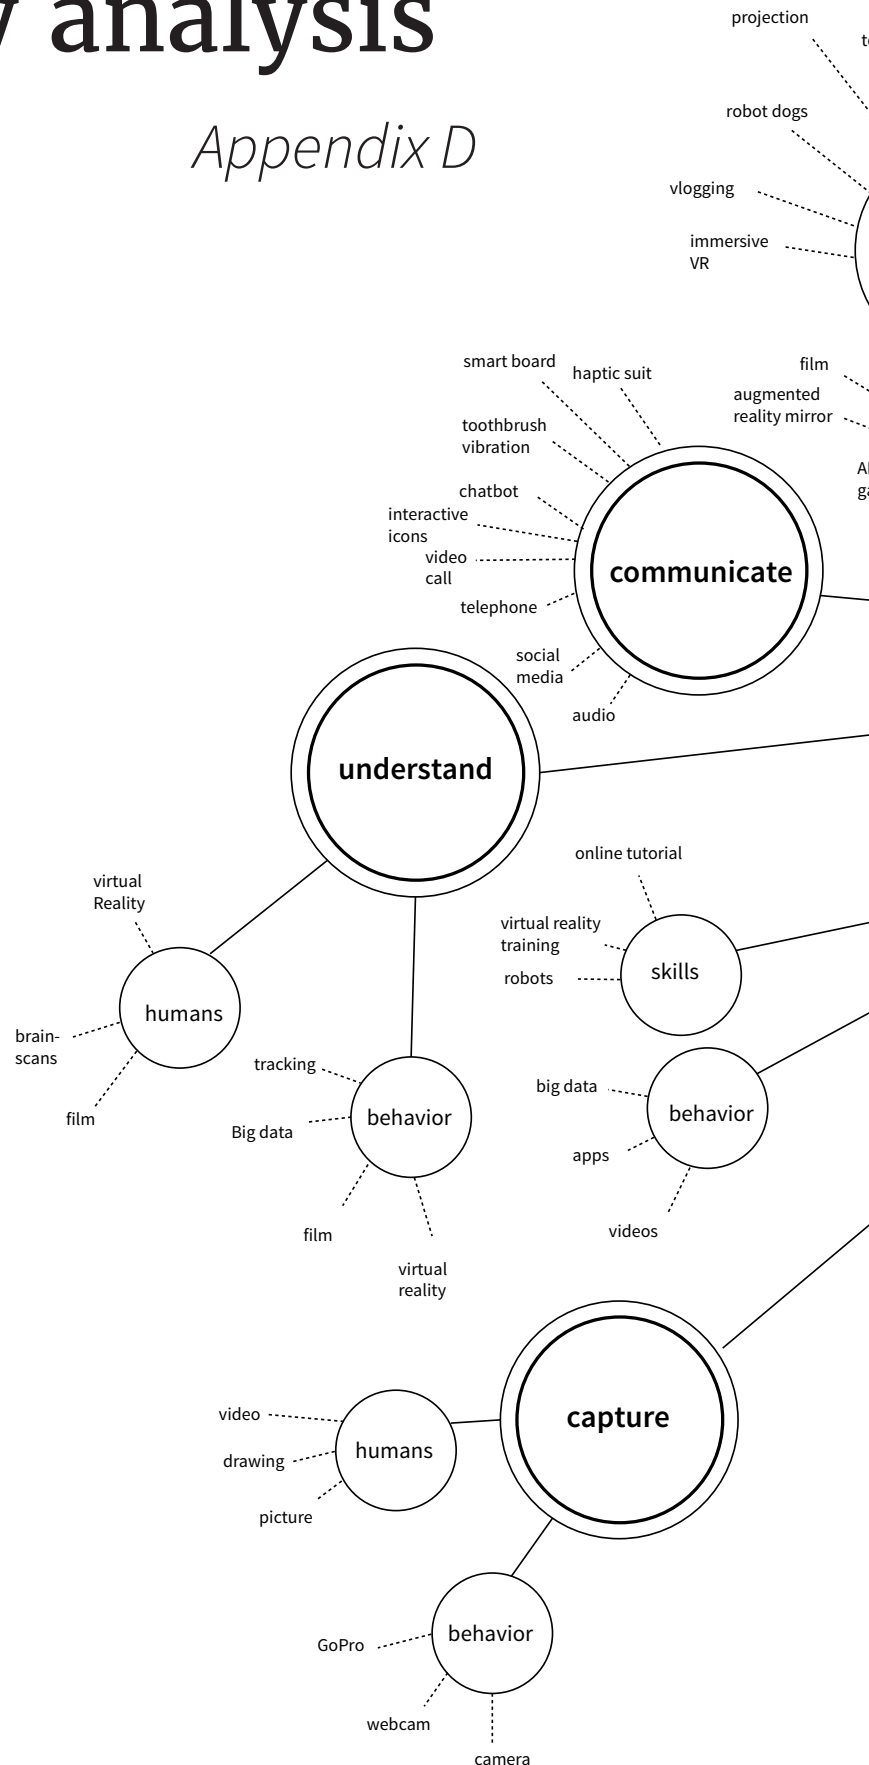 analysis
Appendix D
projection
robot dogs
vlogging
immersive
VR
smart board
haptic suit
film
augmented
reality mirror
toothbrush
vibration
chatbot
interactive
icons
video
call
telephone
communicate
social
media
audio
understand
online tutorial
virtual
Reality
virtual reality
training
robots
skills
humans
brain-
scans
film
tracking
Big data
behavior
film
virtual
reality
big data
behavior
apps
videos
capture
video
humans
drawing
picture
behavior
GoPro
webcam
camera